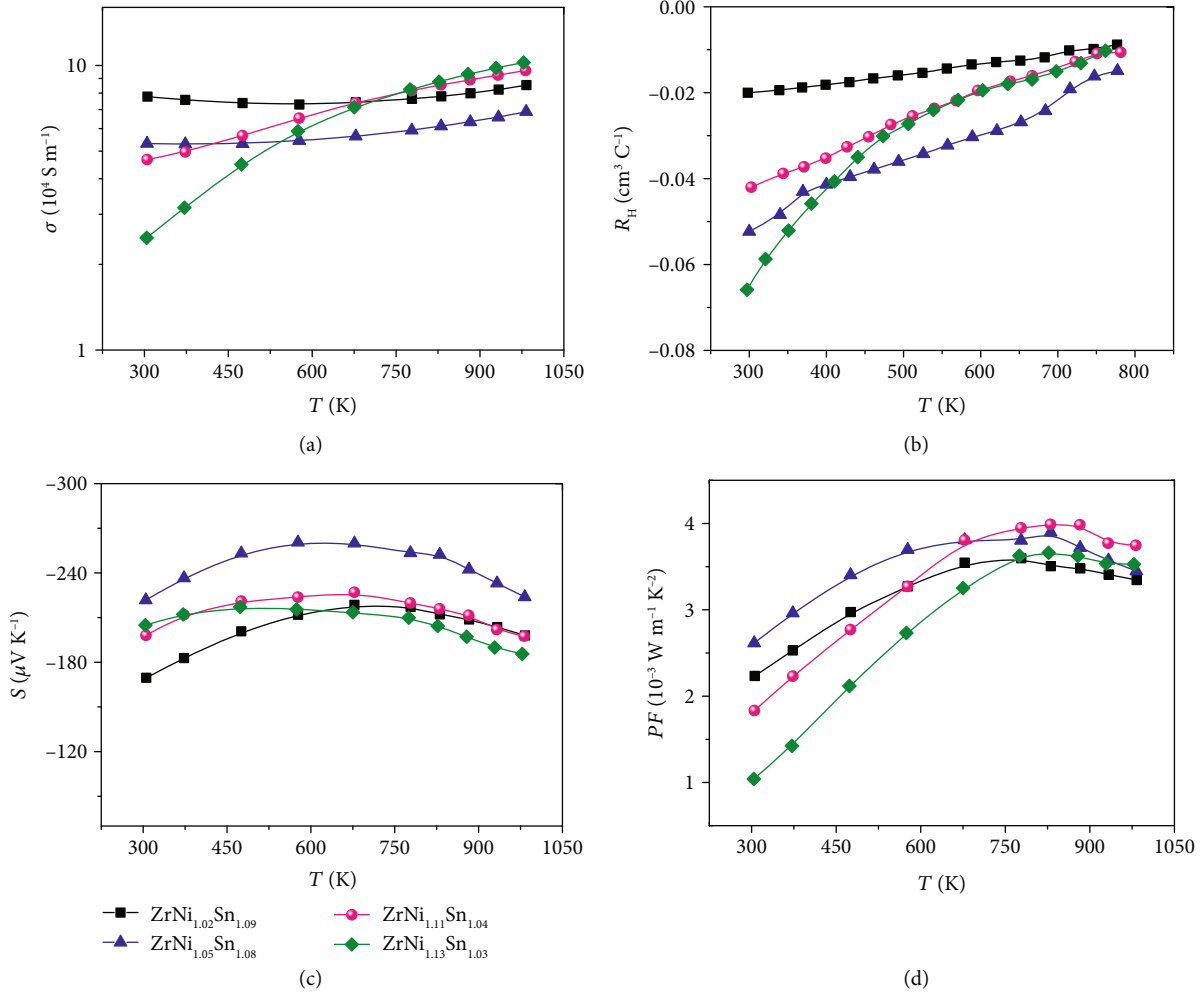 10
1
σ (10⁴ S m⁻¹)
300 450 600 750 900 1050
T (K)
(a)
0.00
−0.02
−0.04
−0.06
−0.08
R_H (cm³ C⁻¹)
300 400 500 600 700 800
T (K)
(b)
−300
−240
−180
−120
S (μV K⁻¹)
300 450 600 750 900 1050
T (K)
ZrNi₁.₀₂Sn₁.₀₉
ZrNi₁.₀₅Sn₁.₀₈
ZrNi₁.₁₁Sn₁.₀₄
ZrNi₁.₁₃Sn₁.₀₃
(c)
4
3
2
1
PF (10⁻³ W m⁻¹ K⁻²)
300 450 600 750 900 1050
T (K)
(d)